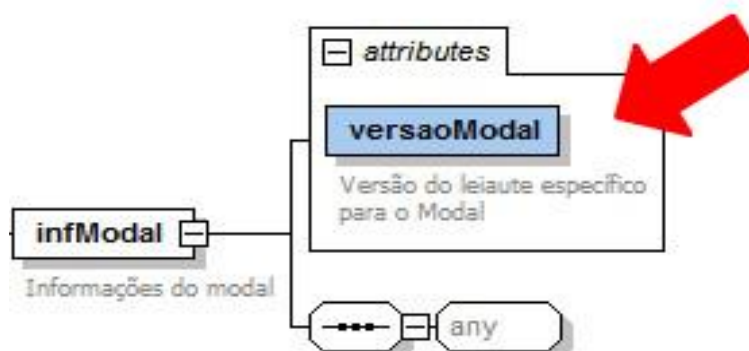 attributes
versaoModal
Versão do leiaute específico
para o Modal
infModal
Informações do modal
any